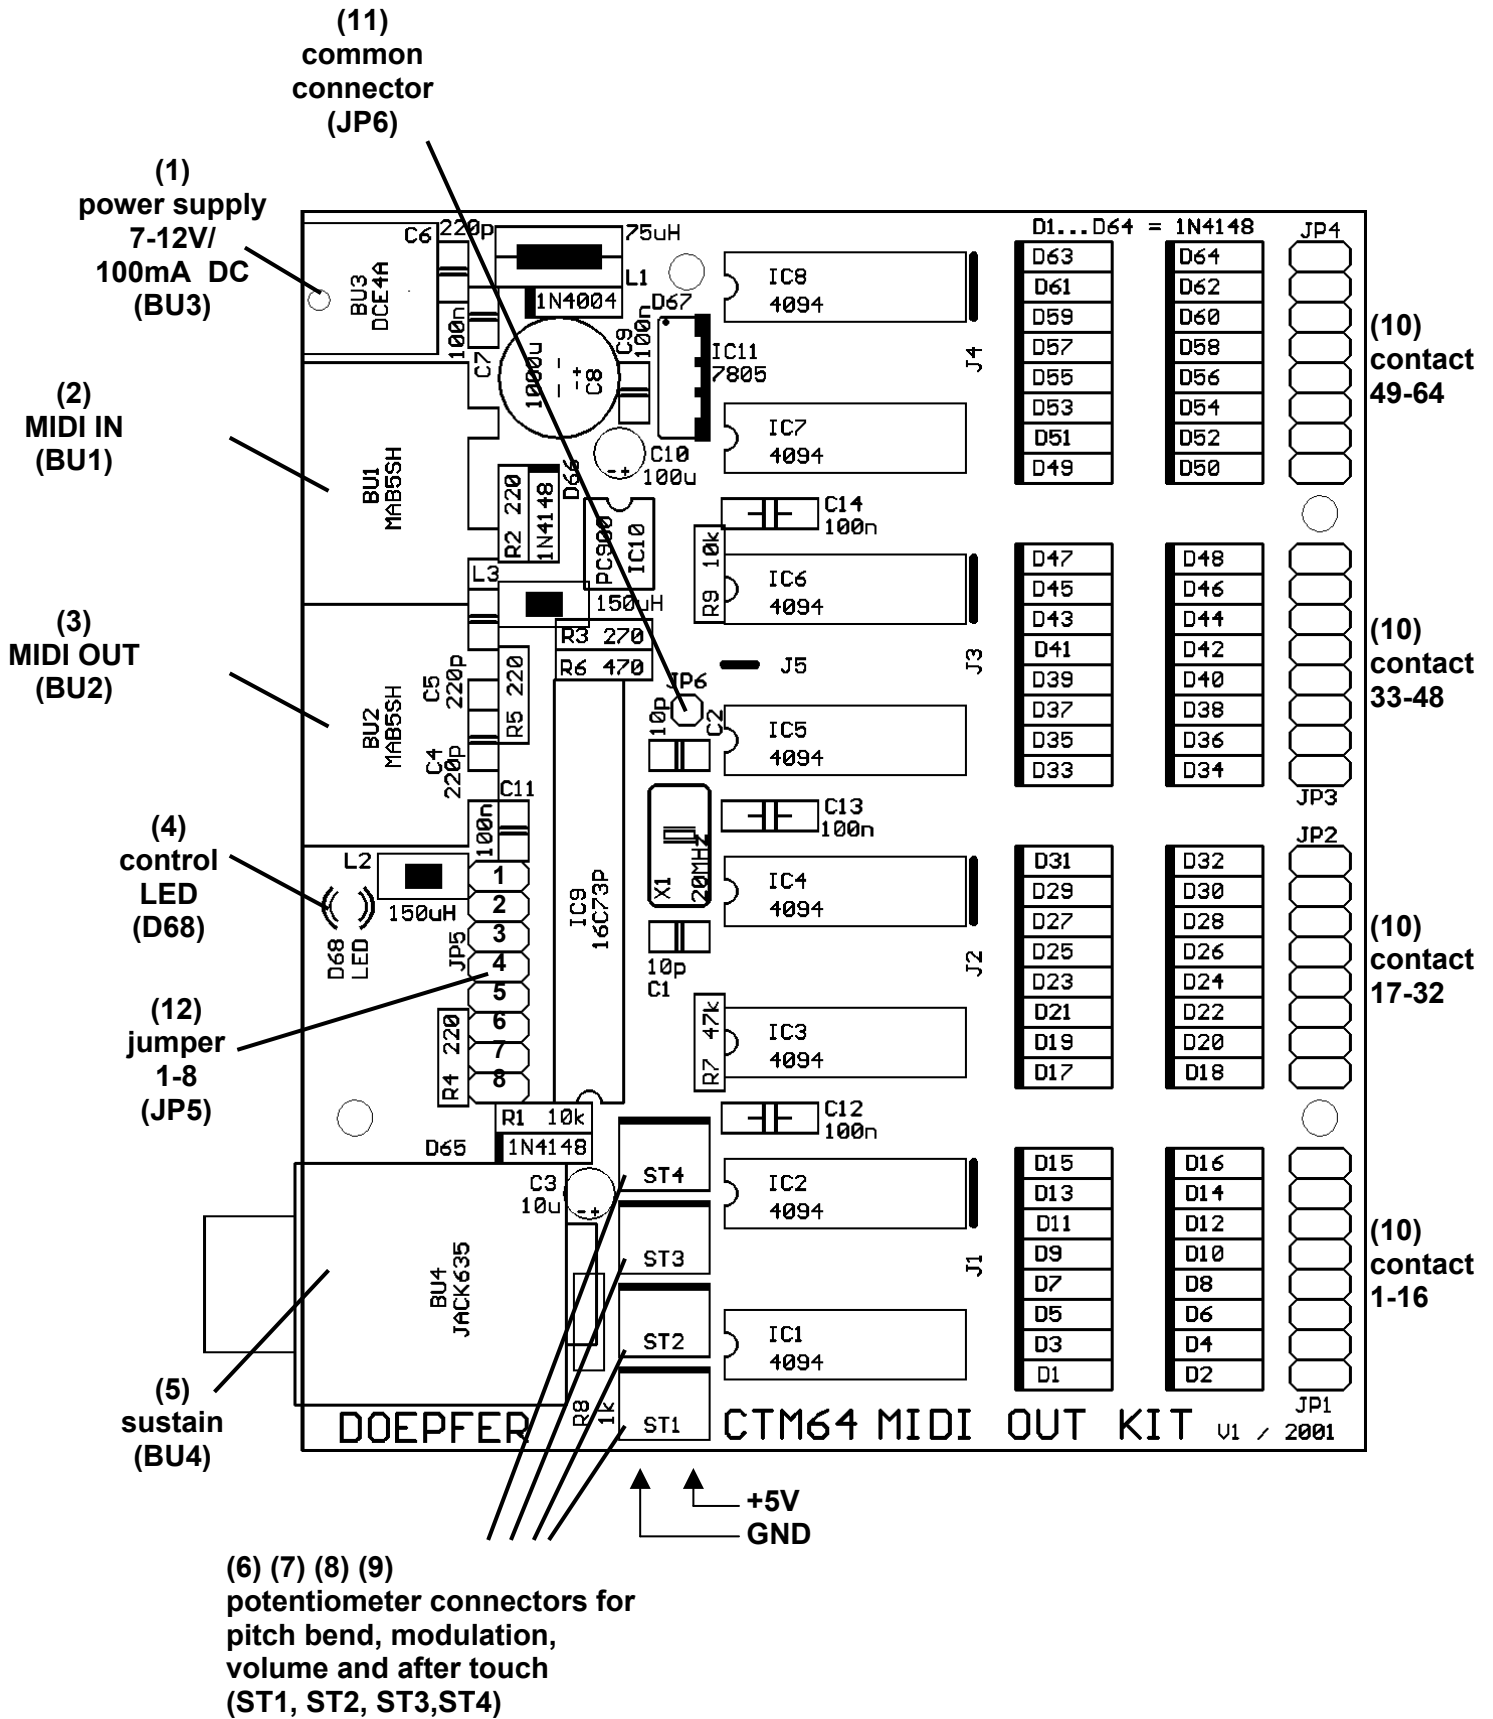 (11)
common
connector
(JP6)
(1)
power supply
7-12V/
100mA DC
(BU3)
(2)
MIDI IN
(BU1)
(3)
MIDI OUT
(BU2)
(4)
control
LED
(D68)
(12)
jumper
1-8
(JP5)
(5)
sustain
(BU4)
C6
220p
75uH
L1
BU3
DCE4A
1N4004
D67
100n
C7
1000u
- -
- +
C8
C9
100n
IC11
7805
C10
100u
- +
BU1
MAB5SH
R2 220
1N4148
D66
PC900
IC10
L3
150uH
R3 270
R6 470
C5
220p
R5 220
BU2
MAB5SH
C4
220p
C11
100n
JP6
10p
C2
J5
X1
20MHz
10p
C1
L2
150uH
D68
LED
JP5
1
2
3
4
5
6
7
8
IC9
16C73P
R4 220
R1 10k
D65
1N4148
C3
10u
- +
BU4
JACK635
R8
1k
ST4
ST3
ST2
ST1
IC8
4094
J4
IC7
4094
C14
100n
R9 10k
IC6
4094
J3
IC5
4094
C13
100n
IC4
4094
J2
R7 47k
IC3
4094
C12
100n
IC2
4094
J1
IC1
4094
D1...D64 = 1N4148
JP4
D63 D64
D61 D62
D59 D60
D57 D58
D55 D56
D53 D54
D51 D52
D49 D50
(10)
contact
49-64
D47 D48
D45 D46
D43 D44
D41 D42
D39 D40
D37 D38
D35 D36
D33 D34
JP3
(10)
contact
33-48
JP2
D31 D32
D29 D30
D27 D28
D25 D26
D23 D24
D21 D22
D19 D20
D17 D18
(10)
contact
17-32
D15 D16
D13 D14
D11 D12
D9 D10
D7 D8
D5 D6
D3 D4
D1 D2
JP1
(10)
contact
1-16
DOEPFER
CTM64 MIDI OUT KIT V1 / 2001
+5V
GND
(6) (7) (8) (9)
potentiometer connectors for
pitch bend, modulation,
volume and after touch
(ST1, ST2, ST3,ST4)